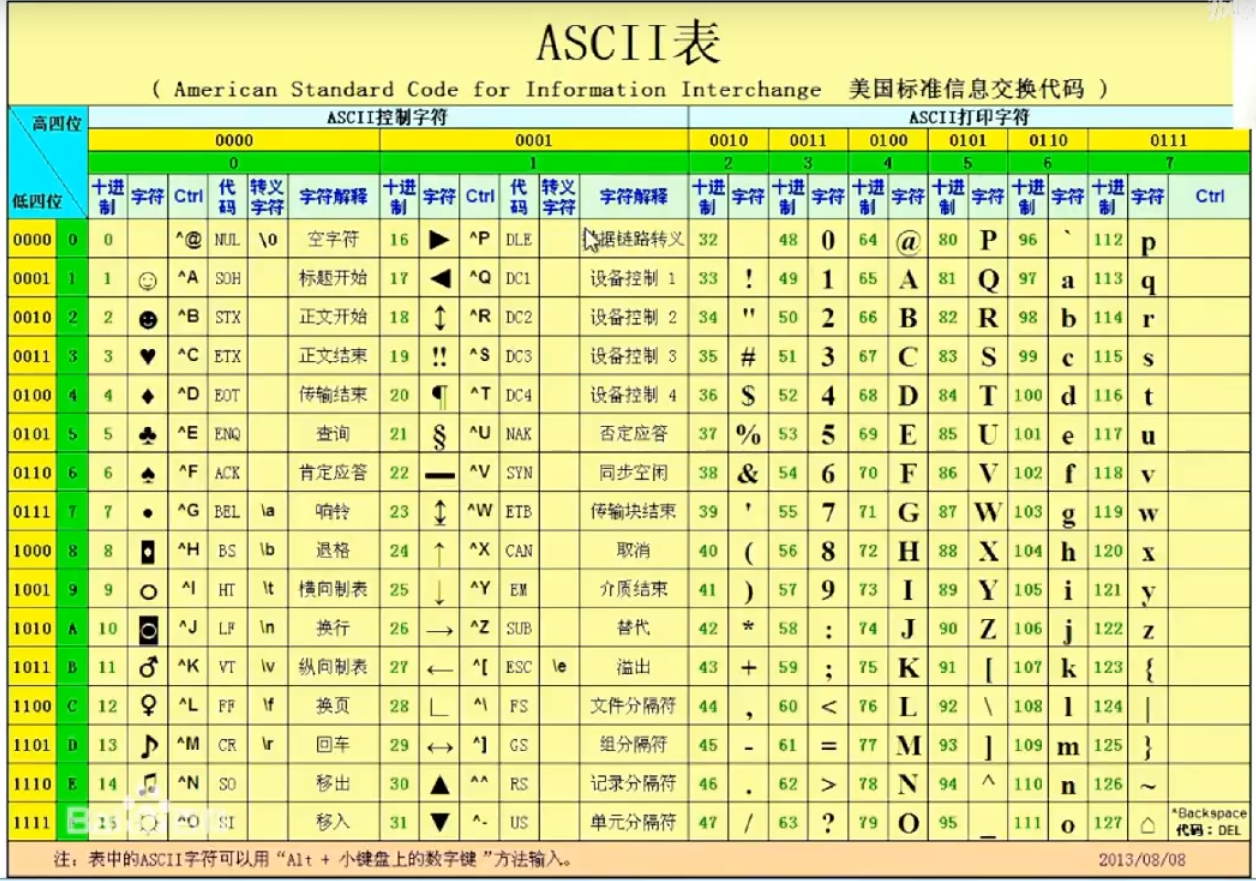 ASCII表
( American Standard Code for Information Interchange 美国标准信息交换代码 )
高四位 ASCII控制字符 ASCII打印字符
0000 0001 0010 0011 0100 0101 0110 0111
0 1 2 3 4 5 6 7
低四位 十进制 字符 Ctrl 代码 转义字符 字符解释 十进制 字符 Ctrl 代码 转义字符 字符解释 十进制 字符 十进制 字符 十进制 字符 十进制 字符 十进制 字符 十进制 字符 Ctrl
0000 0 0 ^@ NUL \0 空字符 16 ► ^P DLE 据链路转义 32 48 0 64 @ 80 P 96 ` 112 p
0001 1 1 ☺ ^A SOH 标题开始 17 ◄ ^Q DC1 设备控制 1 33 ! 49 1 65 A 81 Q 97 a 113 q
0010 2 2 ☻ ^B STX 正文开始 18 ↕ ^R DC2 设备控制 2 34 " 50 2 66 B 82 R 98 b 114 r
0011 3 3 ♥ ^C ETX 正文结束 19 ‼ ^S DC3 设备控制 3 35 # 51 3 67 C 83 S 99 c 115 s
0100 4 4 ♦ ^D EOT 传输结束 20 ¶ ^T DC4 设备控制 4 36 $ 52 4 68 D 84 T 100 d 116 t
0101 5 5 ♣ ^E ENQ 查询 21 § ^U NAK 否定应答 37 % 53 5 69 E 85 U 101 e 117 u
0110 6 6 ♠ ^F ACK 肯定应答 22 ▬ ^V SYN 同步空闲 38 & 54 6 70 F 86 V 102 f 118 v
0111 7 7 • ^G BEL \a 响铃 23 ↨ ^W ETB 传输块结束 39 ' 55 7 71 G 87 W 103 g 119 w
1000 8 8 ◘ ^H BS \b 退格 24 ↑ ^X CAN 取消 40 ( 56 8 72 H 88 X 104 h 120 x
1001 9 9 ○ ^I HT \t 横向制表 25 ↓ ^Y EM 介质结束 41 ) 57 9 73 I 89 Y 105 i 121 y
1010 A 10 ◙ ^J LF \n 换行 26 → ^Z SUB 替代 42 * 58 : 74 J 90 Z 106 j 122 z
1011 B 11 ♂ ^K VT \v 纵向制表 27 ← ^[ ESC \e 溢出 43 + 59 ; 75 K 91 [ 107 k 123 {
1100 C 12 ♀ ^L FF \f 换页 28 ∟ ^\ FS 文件分隔符 44 , 60 < 76 L 92 \ 108 l 124 |
1101 D 13 ♪ ^M CR \r 回车 29 ↔ ^] GS 组分隔符 45 - 61 = 77 M 93 ] 109 m 125 }
1110 E 14 ♫ ^N SO 移出 30 ▲ ^^ RS 记录分隔符 46 . 62 > 78 N 94 ^ 110 n 126 ~
1111 15 ☼ ^O SI 移入 31 ▼ ^- US 单元分隔符 47 / 63 ? 79 O 95 _ 111 o 127 ⌂ ^Backspace 代码：DEL
注：表中的ASCII字符可以用“Alt + 小键盘上的数字键”方法输入。 2013/08/08